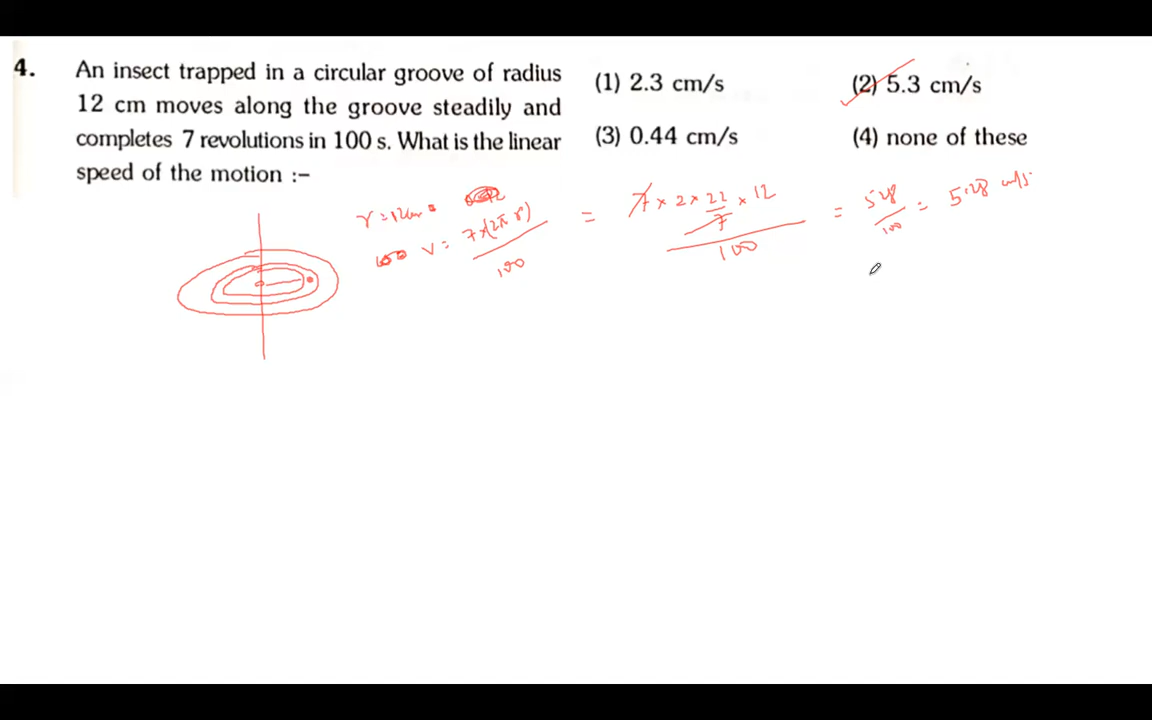 4. An insect trapped in a circular groove of radius
12 cm moves along the groove steadily and
completes 7 revolutions in 100 s. What is the linear
speed of the motion :-
(1) 2.3 cm/s (2) 5.3 cm/s
(3) 0.44 cm/s (4) none of these
r = 12cm
v = 7×(2πr)/100 = 7 × 2 × 22/7 × 12/100 = 528/100 = 5.28